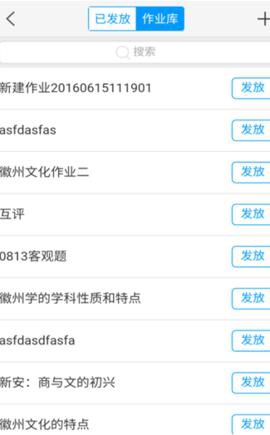 已发放 作业库
搜索
新建作业20160615111901 发放
asfdasfas 发放
徽州文化作业二 发放
互评 发放
0813客观题 发放
徽州学的学科性质和特点 发放
asfdasdfasfa 发放
新安：商与文的初兴 发放
徽州文化的特点 发放